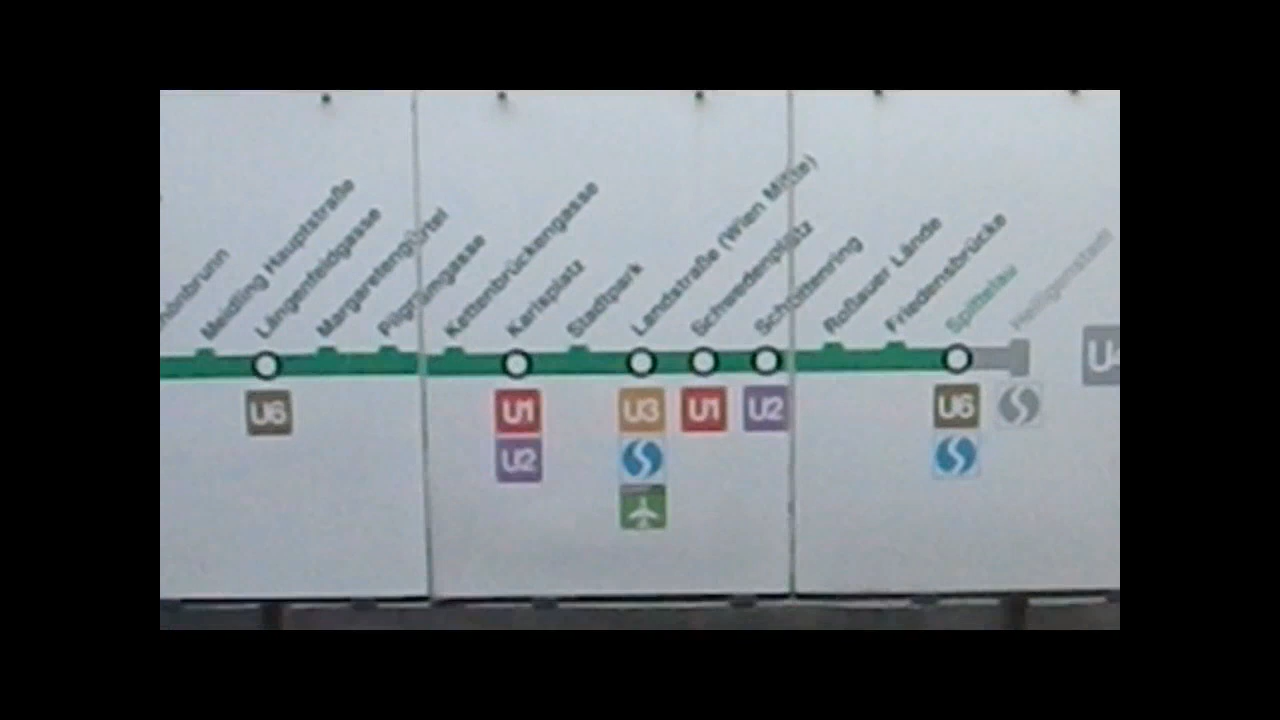 Meidling Hauptstraße
Längenfeldgasse
Margaretengürtel
Pilgramgasse
Kettenbrückengasse
Karlsplatz
Stadtpark
Landstraße (Wien Mitte)
Schwedenplatz
Schottenring
Roßauer Lände
Friedensbrücke
Spittelau
Heiligenstadt
U6
U1
U2
U3
U1
U2
U6